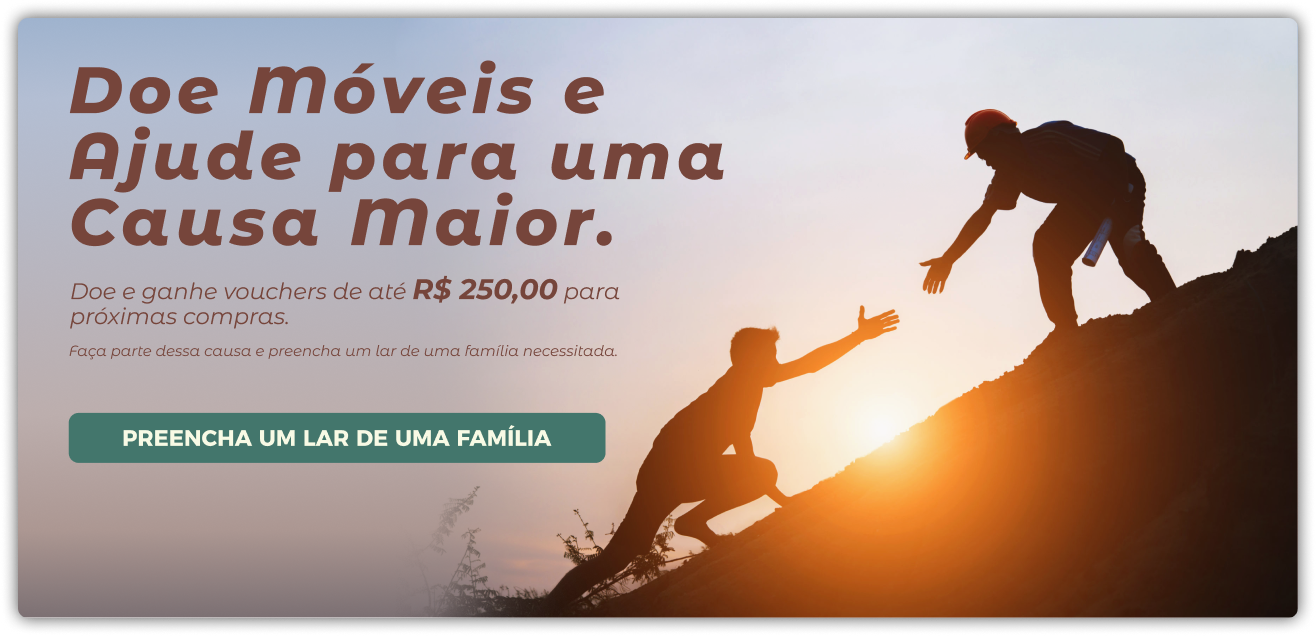 Doe Móveis e
Ajude para uma
Causa Maior.
Doe e ganhe vouchers de até R$ 250,00 para
próximas compras.
Faça parte dessa causa e preencha um lar de uma família necessitada.
PREENCHA UM LAR DE UMA FAMÍLIA